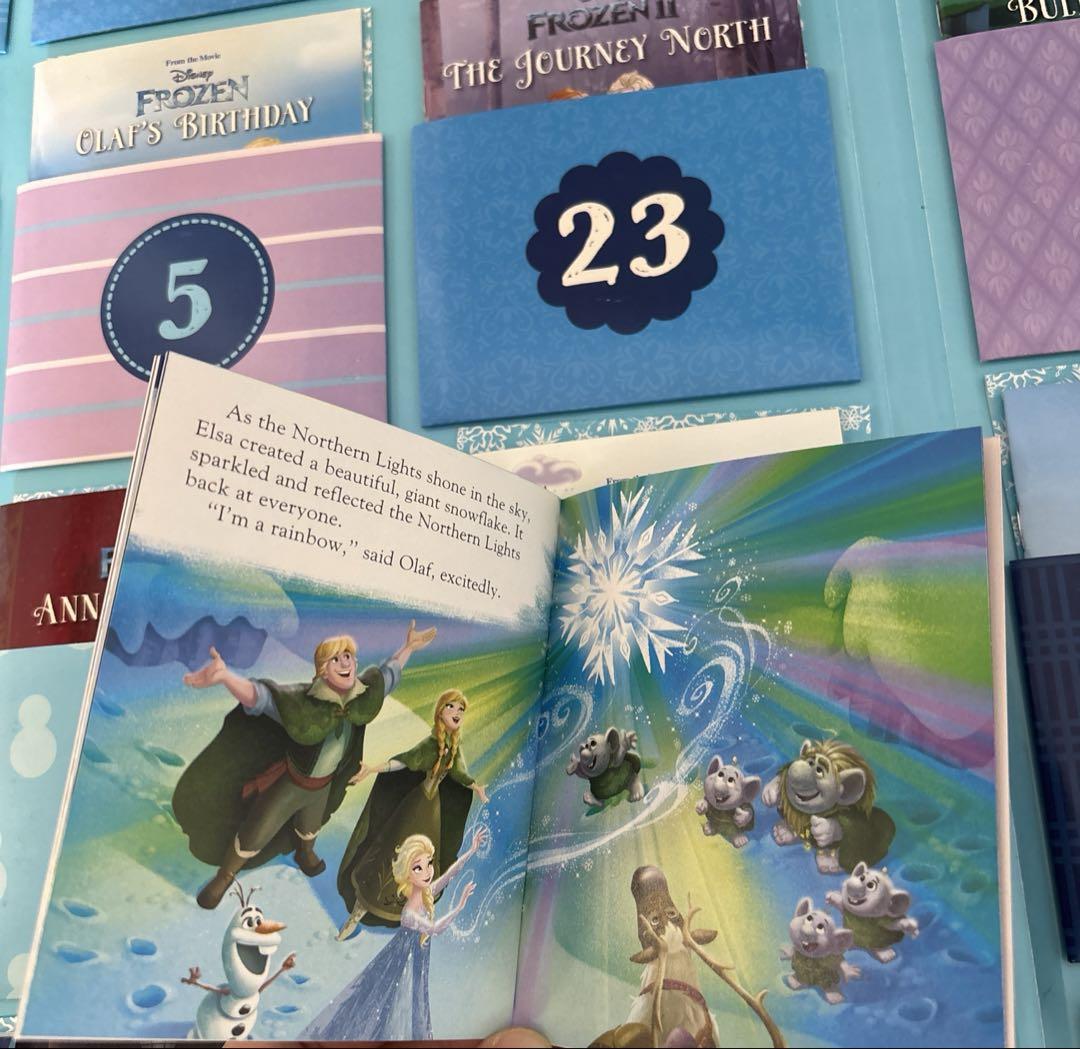 From the Movie
Disney
FROZEN
OLAF'S BIRTHDAY
FROZEN II
THE JOURNEY NORTH
5
23
As the Northern Lights shone in the sky,
Elsa created a beautiful, giant snowflake. It
sparkled and reflected the Northern Lights
back at everyone.
"I'm a rainbow," said Olaf, excitedly.
ANN